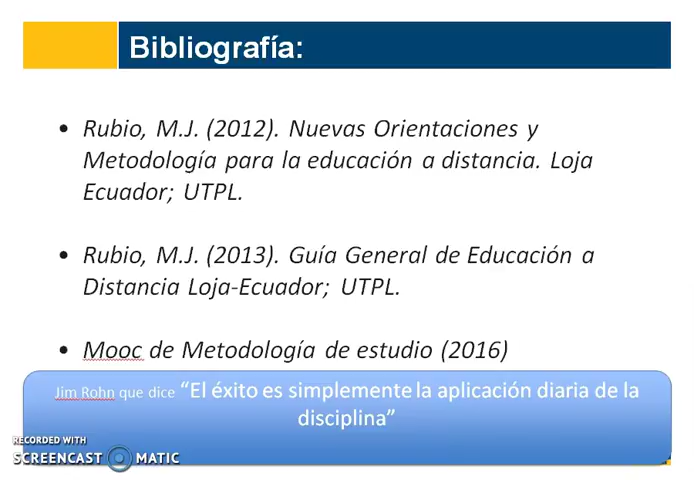 Bibliografía:
• Rubio, M.J. (2012). Nuevas Orientaciones y
Metodología para la educación a distancia. Loja
Ecuador; UTPL.
• Rubio, M.J. (2013). Guía General de Educación a
Distancia Loja-Ecuador; UTPL.
• Mooc de Metodología de estudio (2016)
Jim Rohn que dice “El éxito es simplemente la aplicación diaria de la
disciplina”
RECORDED WITH
SCREENCAST MATIC